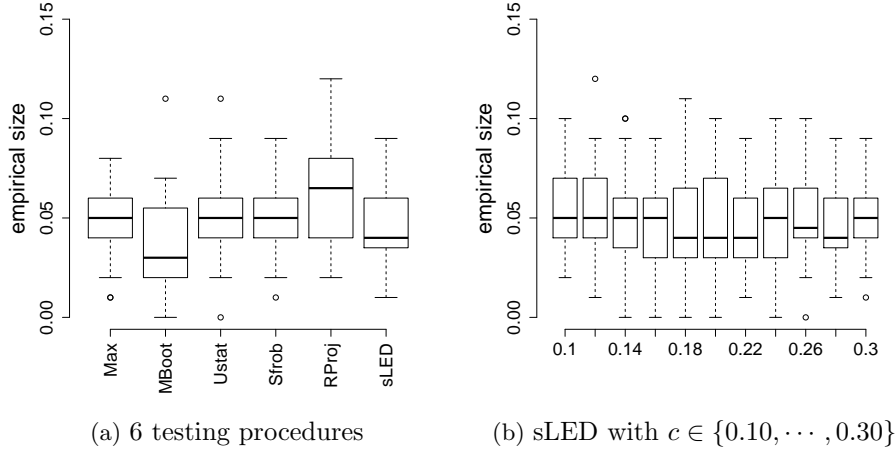 0.15
0.10
0.05
0.00
empirical size
Max
MBoot
Ustat
Sfrob
RProj
sLED
(a) 6 testing procedures
0.15
0.10
0.05
0.00
empirical size
0.1 0.14 0.18 0.22 0.26 0.3
(b) sLED with c ∈ {0.10, ⋯ , 0.30}